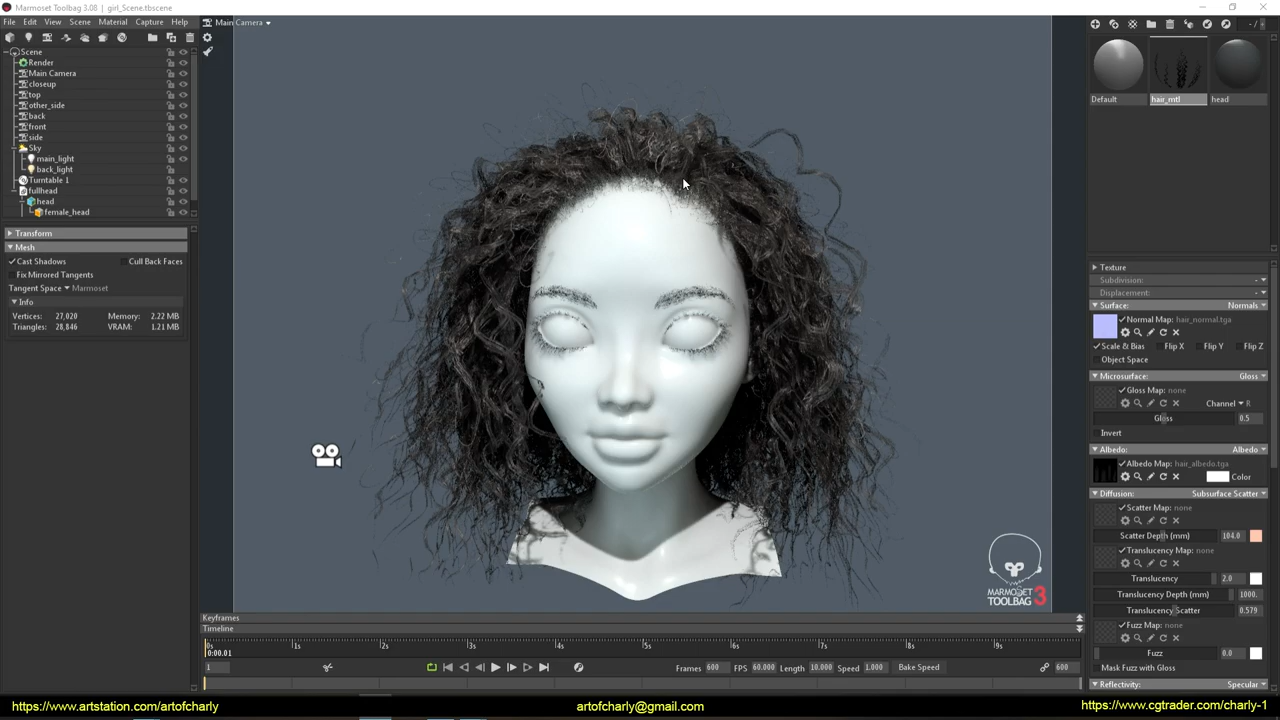 Marmoset Toolbag 3.08 | girl_Scene.tbscene
File Edit View Scene Material Capture Help
Main Camera
Scene
Render
Main Camera
closeup
top
other_side
back
front
side
Sky
main_light
back_light
Turntable 1
fullhead
head
female_head
Transform
Mesh
Cast Shadows Cull Back Faces
Fix Mirrored Tangents
Tangent Space Marmoset
Info
Vertices: 27,020 Memory: 2.22 MB
Triangles: 28,846 VRAM: 1.21 MB
MARMOSET
TOOLBAG 3
Keyframes
Timeline
0s 1s 2s 3s 4s 5s 6s 7s 8s 9s
0:00.01
1 Frames 600 FPS 60.000 Length 10.000 Speed 1.000 Bake Speed 600
- /
Default hair_mtl head
Texture
Subdivision: -
Displacement: -
Surface: Normals
Normal Map: hair_normal.tga
Scale & Bias Flip X Flip Y Flip Z
Object Space
Microsurface: Gloss
Gloss Map: none
Channel R
Gloss 0.5
Invert
Albedo: Albedo
Albedo Map: hair_albedo.tga
Color
Diffusion: Subsurface Scatter
Scatter Map: none
Scatter Depth (mm) 104.0
Translucency Map: none
Translucency 2.0
Translucency Depth (mm) 1000.
Translucency Scatter 0.579
Fuzz Map: none
Fuzz 0.0
Mask Fuzz with Gloss
Reflectivity: Specular
https://www.artstation.com/artofcharly artofcharly@gmail.com https://www.cgtrader.com/charly-1